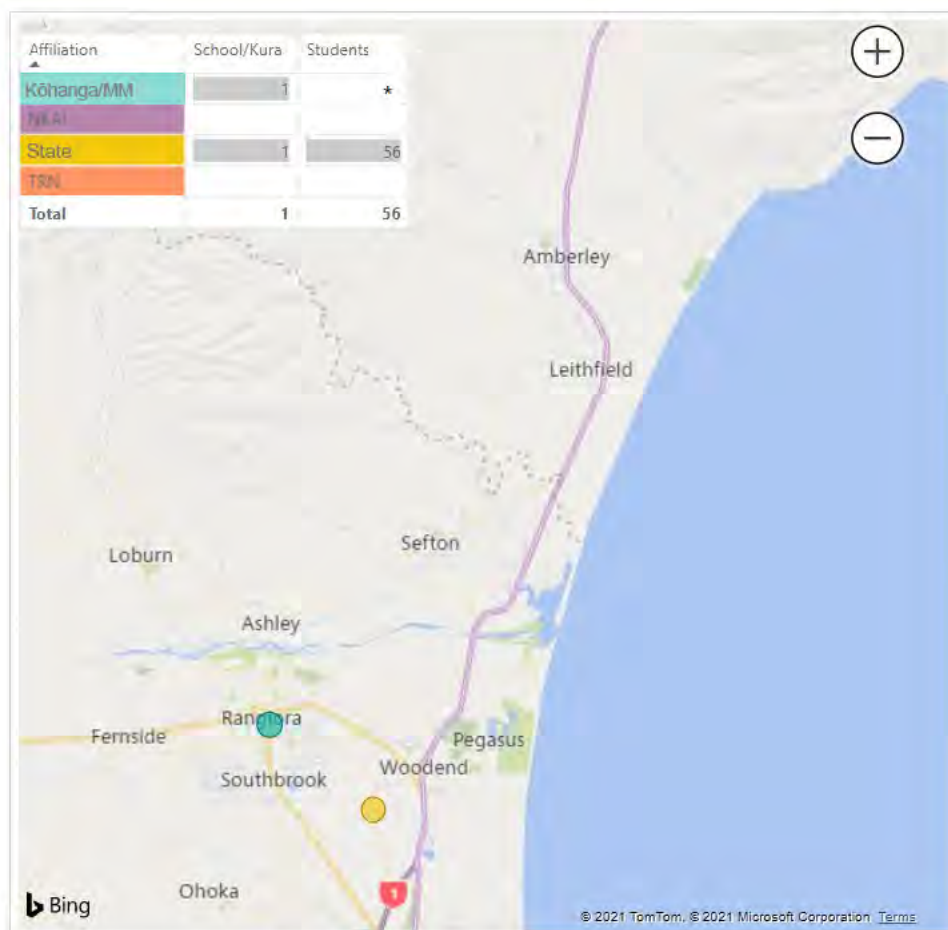 Affiliation School/Kura Students
Kōhanga/MM 1 *
NKAI
State 1 56
TRN
Total 1 56
Amberley
Leithfield
Sefton
Loburn
Ashley
Rangiora
Fernside
Pegasus
Woodend
Southbrook
1
Ohoka
Bing
© 2021 TomTom, © 2021 Microsoft Corporation Terms